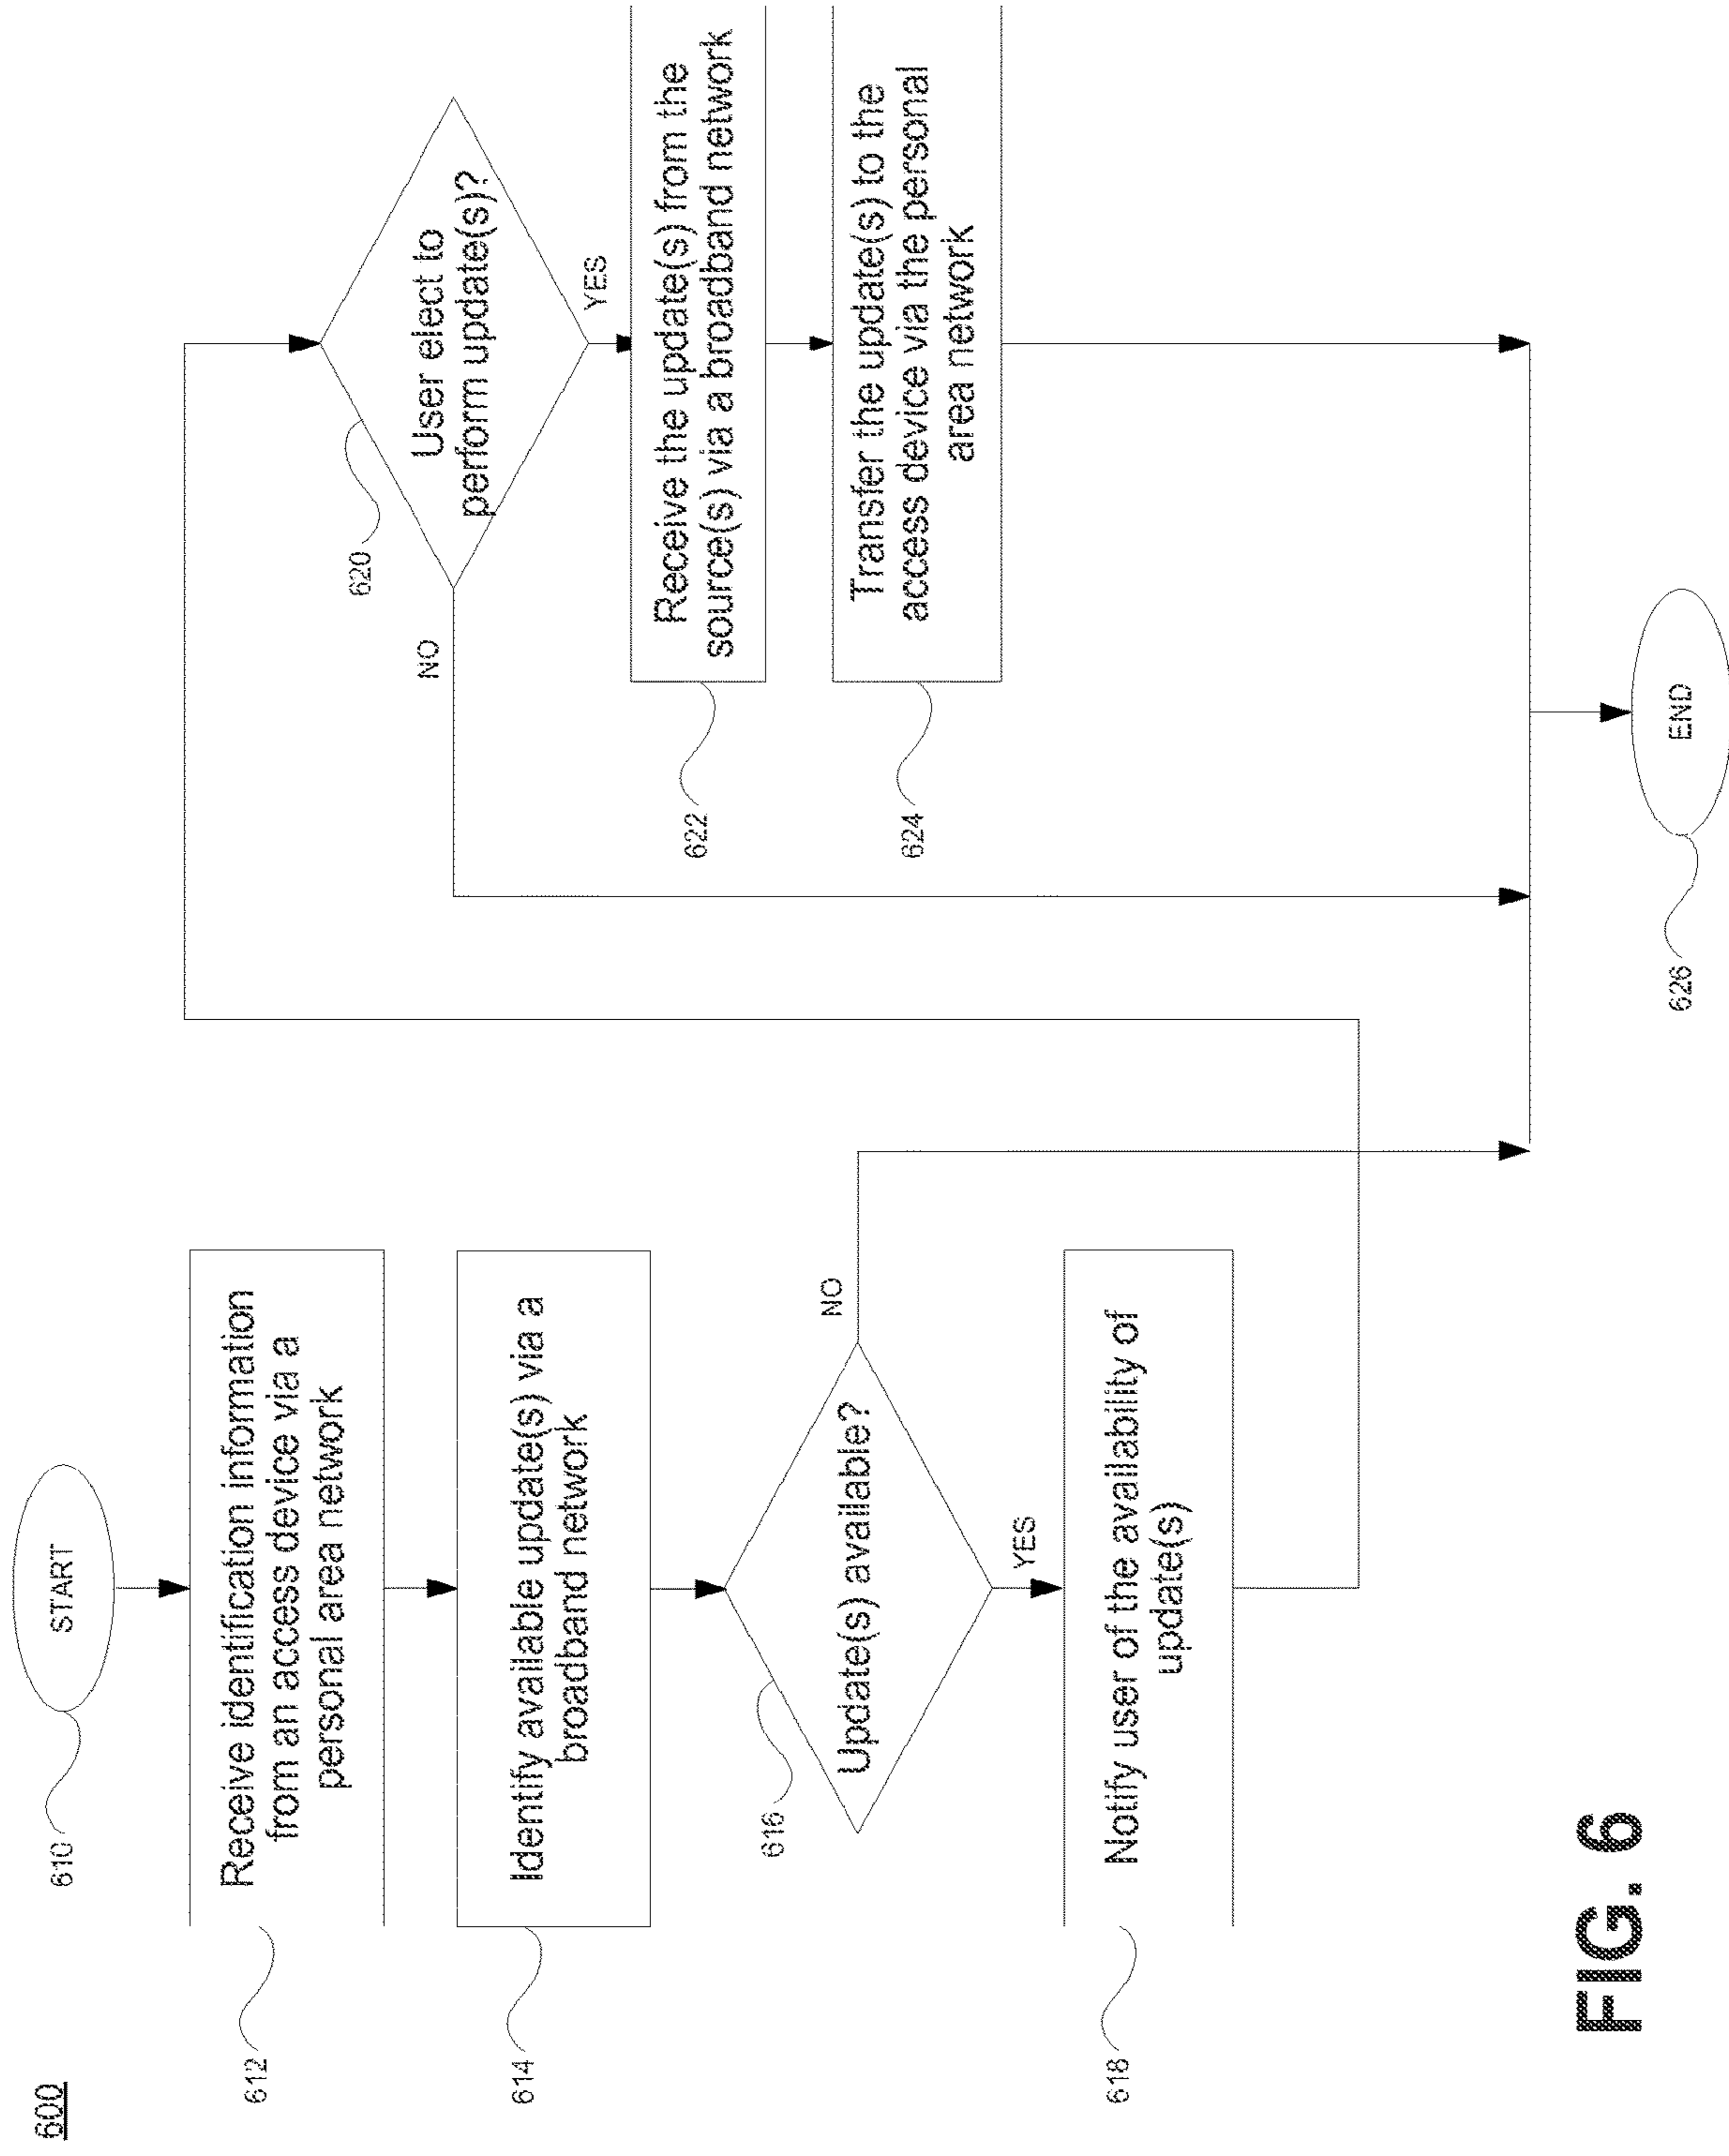 600
610
START
612
Receive identification information
from an access device via a
personal area network
614
Identify available update(s) via a
broadband network
616
Update(s) available?
NO
YES
618
Notify user of the availability of
update(s)
620
User elect to
perform update(s)?
NO
YES
622
Receive the update(s) from the
source(s) via a broadband network
624
Transfer the update(s) to the
access device via the personal
area network
626
END
FIG. 6